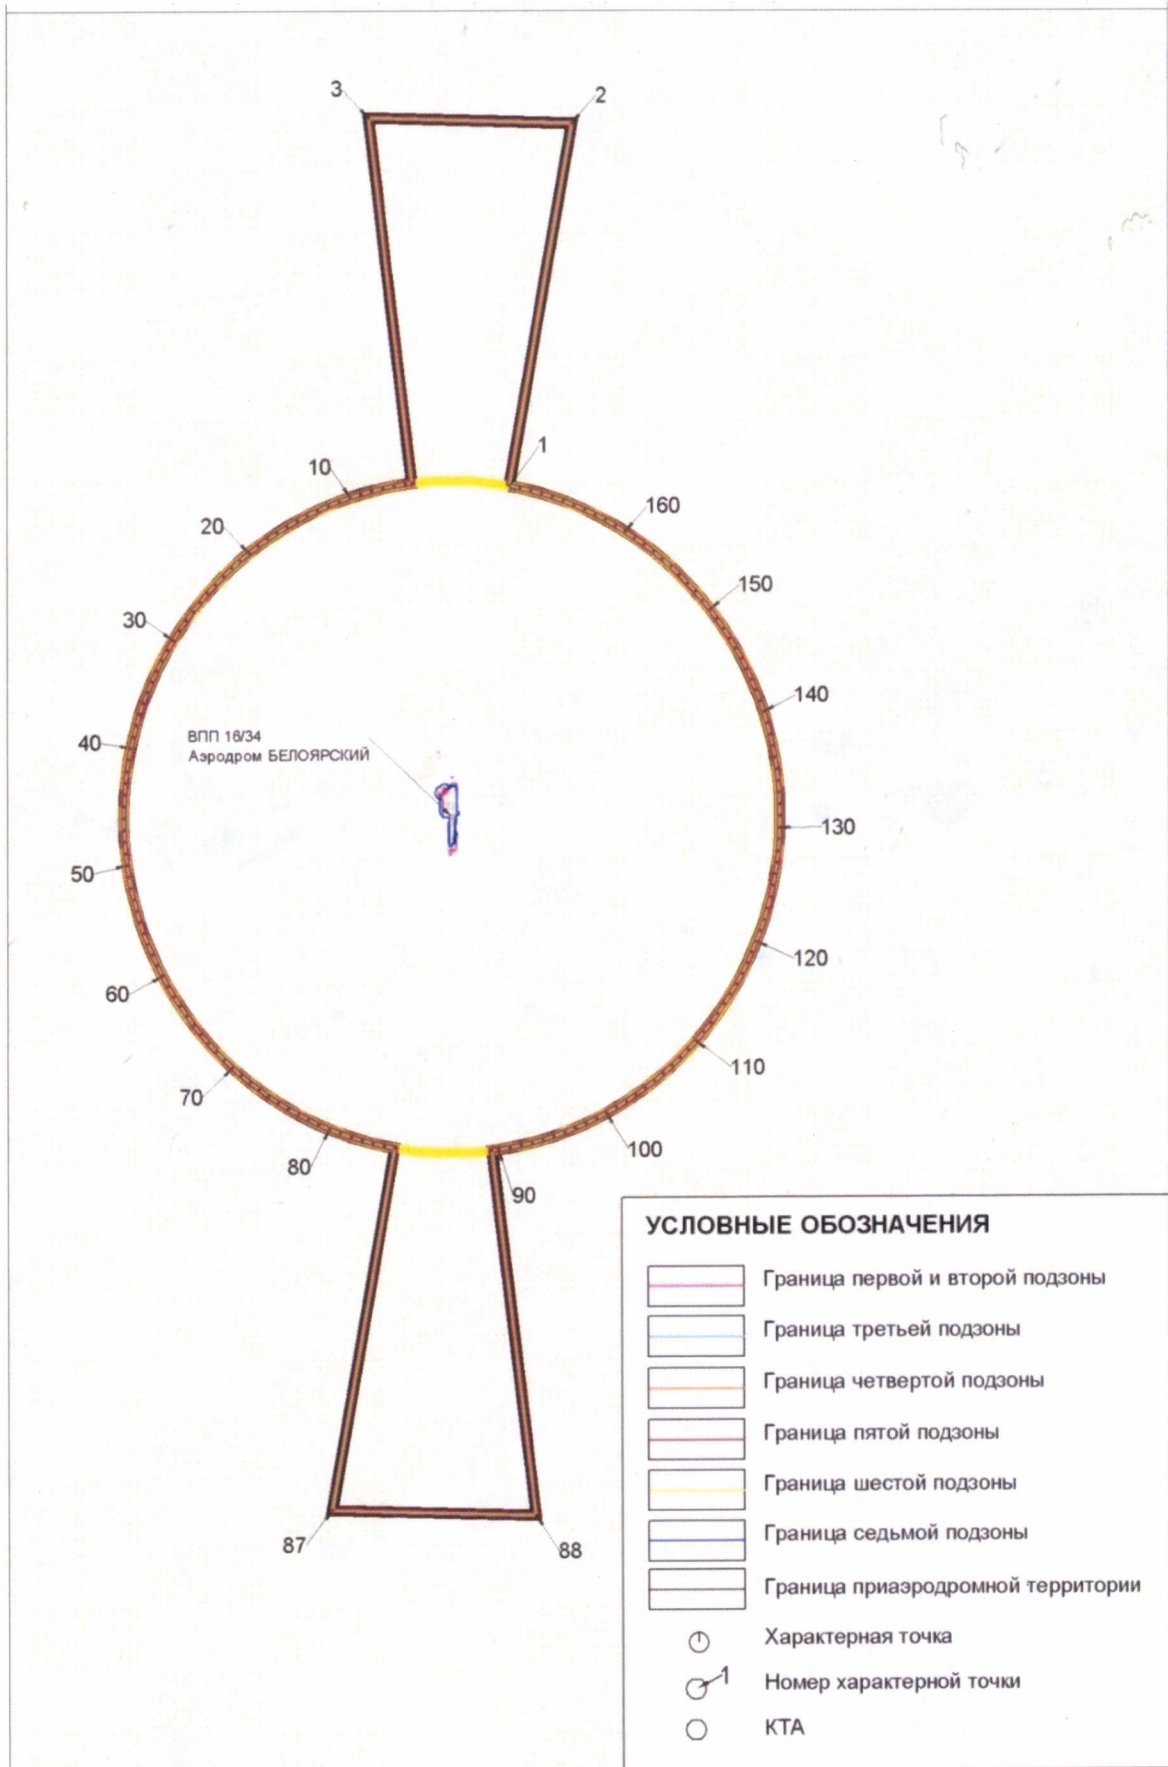 3
2
1
10
160
20
150
30
140
40
ВПП 16/34
Аэродром БЕЛОЯРСКИЙ
130
50
120
60
110
70
100
80
90
87
88
УСЛОВНЫЕ ОБОЗНАЧЕНИЯ
Граница первой и второй подзоны
Граница третьей подзоны
Граница четвертой подзоны
Граница пятой подзоны
Граница шестой подзоны
Граница седьмой подзоны
Граница приаэродромной территории
Характерная точка
1
Номер характерной точки
КТА